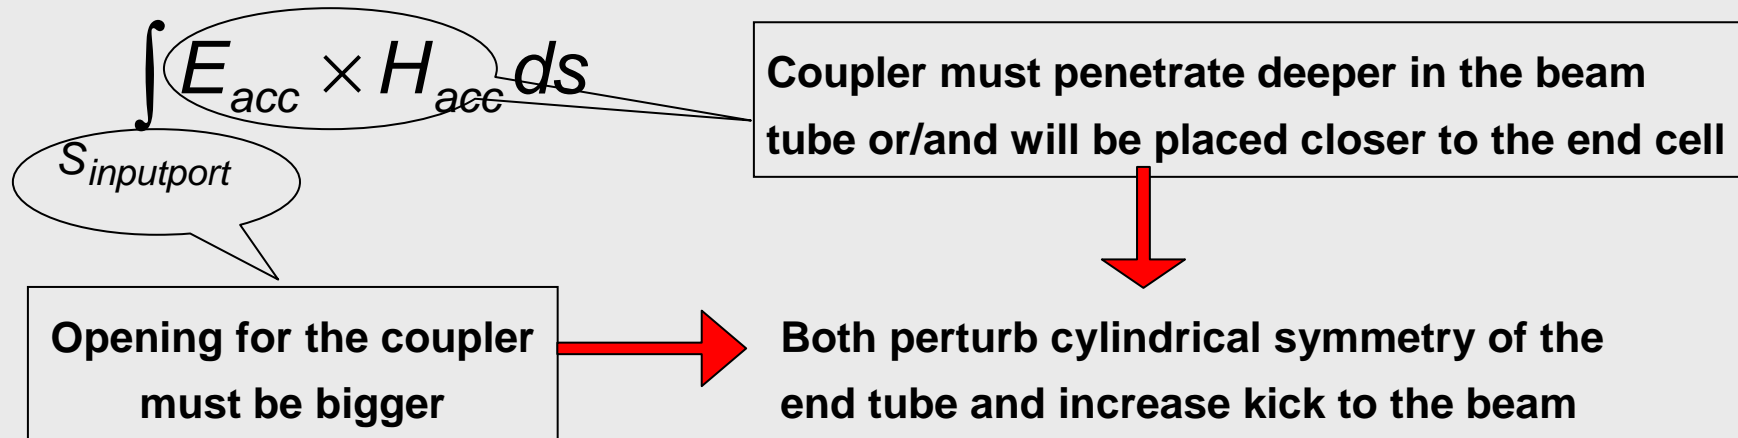 ∫ E_acc × H_acc ds
S_inputport
Coupler must penetrate deeper in the beam
tube or/and will be placed closer to the end cell
Opening for the coupler
must be bigger
Both perturb cylindrical symmetry of the
end tube and increase kick to the beam